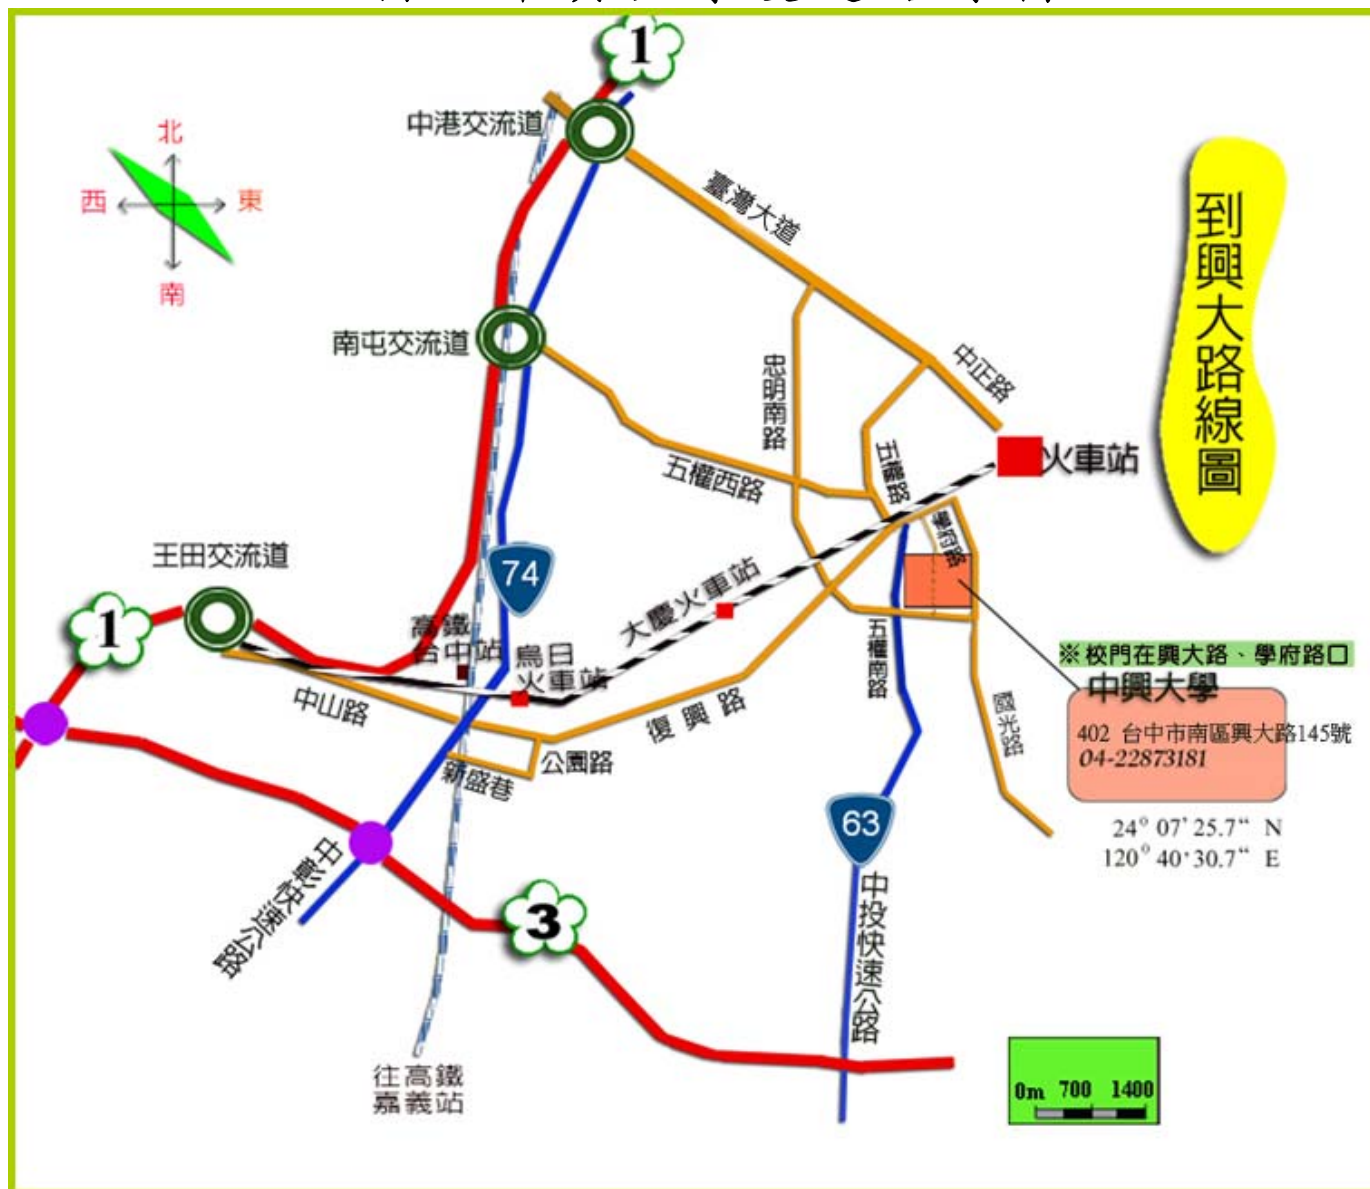 1
中港交流道
北
西
東
南
臺灣大道
到興大路線圖
南屯交流道
中正路
忠明南路
五權路
火車站
五權西路
學府路
王田交流道
74
大慶火車站
1
高鐵
台中站
烏日
火車站
五權南路
※校門在興大路、學府路口
中興大學
402 台中市南區興大路145號
04-22873181
中山路
復興路
國光路
公園路
新盛巷
24° 07' 25.7“ N
120° 40' 30.7“ E
63
中彰快速公路
3
中投快速公路
往高鐵
嘉義站
0m 700 1400